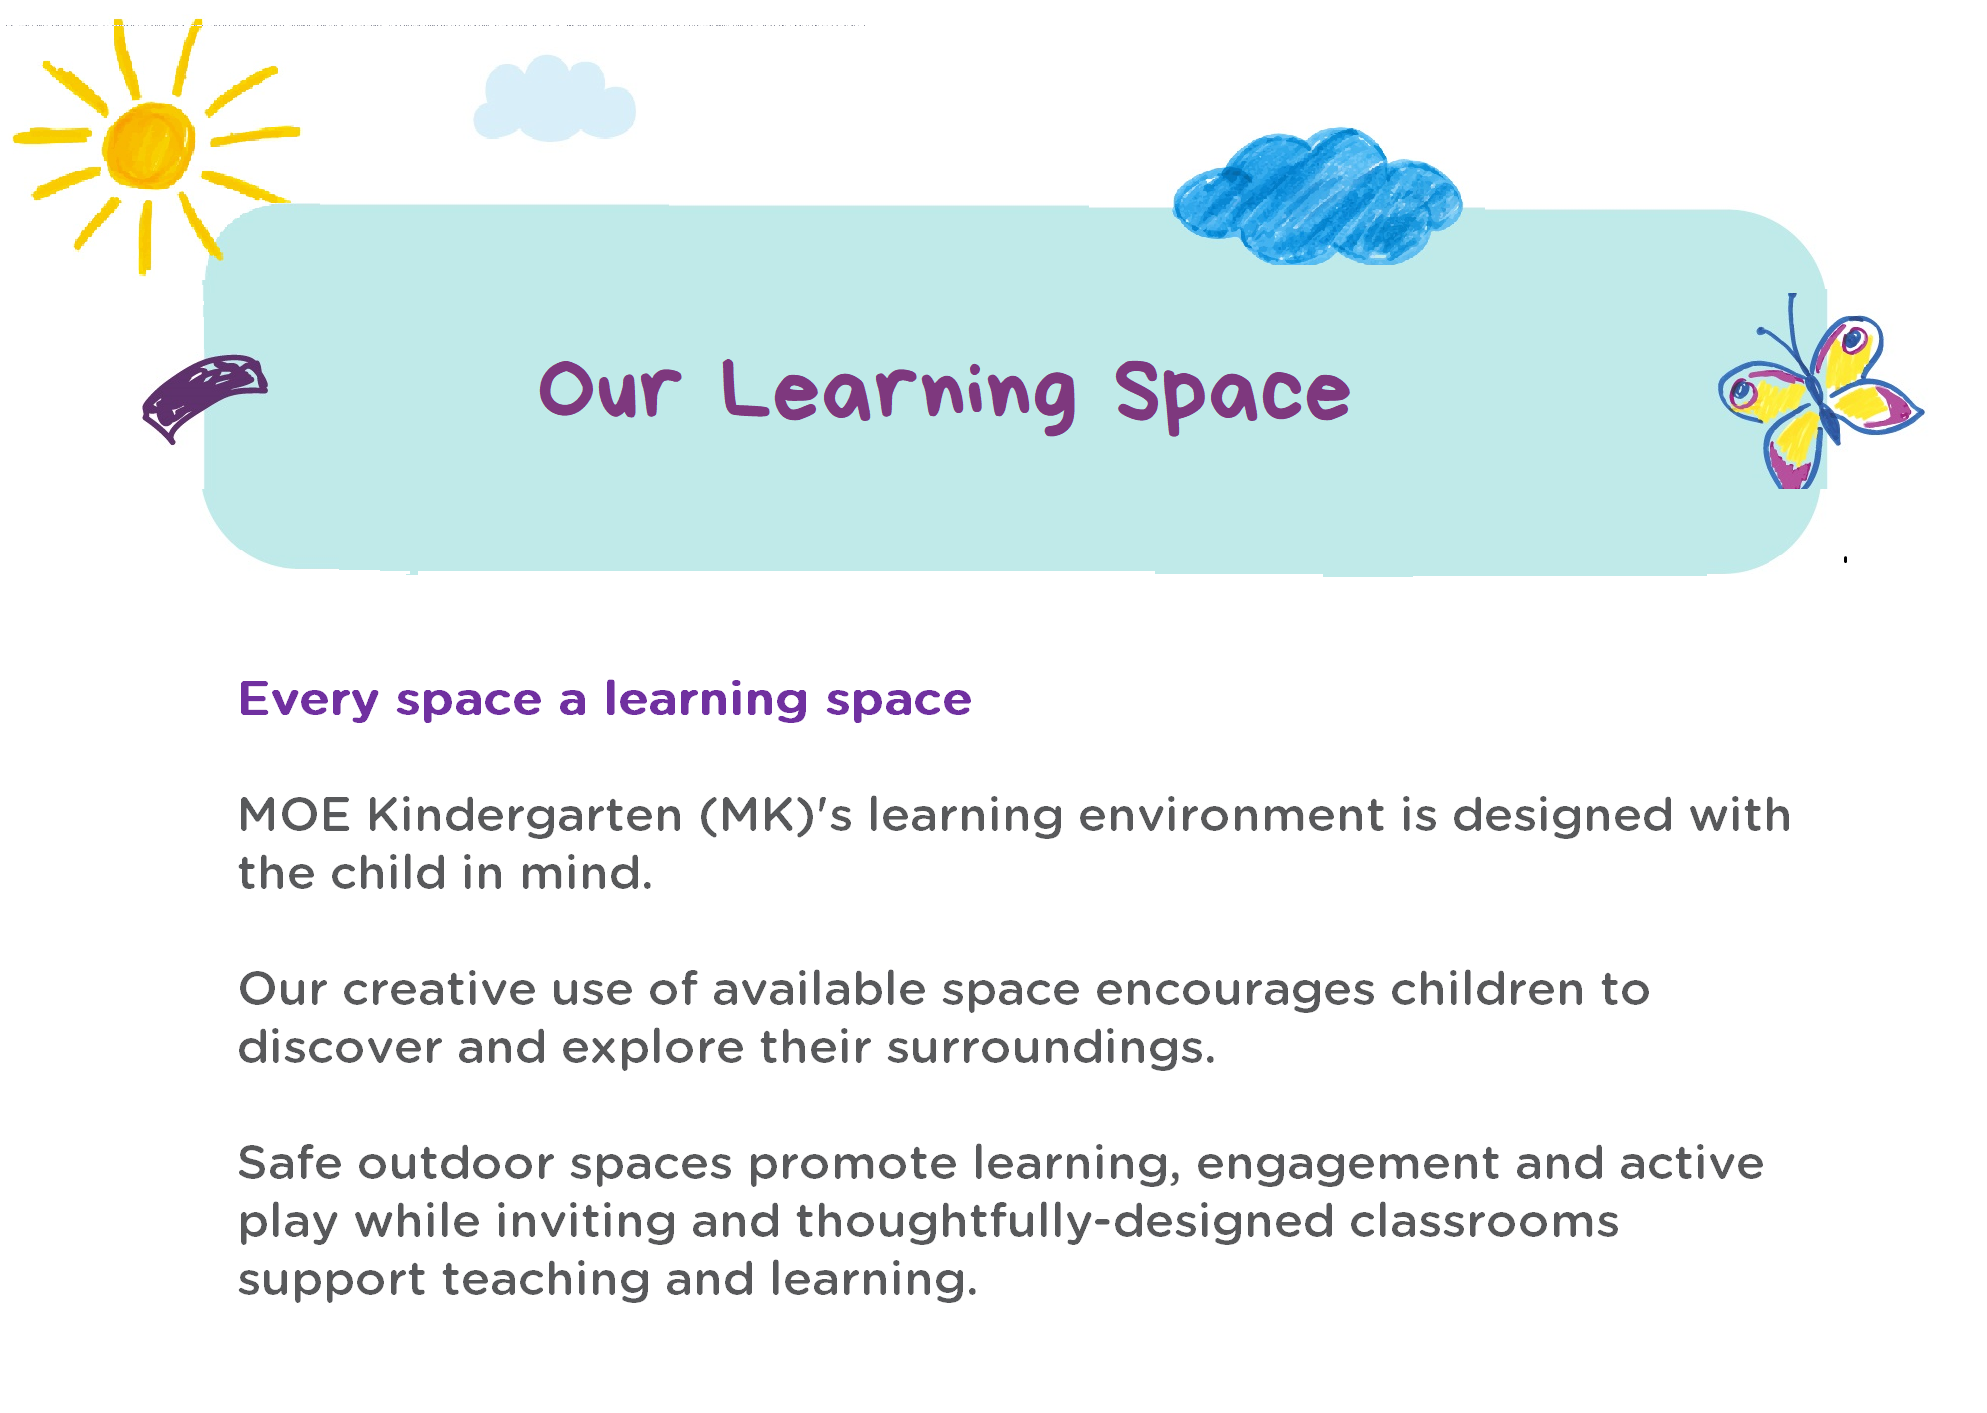 Our Learning Space
Every space a learning space
MOE Kindergarten (MK)'s learning environment is designed with
the child in mind.
Our creative use of available space encourages children to
discover and explore their surroundings.
Safe outdoor spaces promote learning, engagement and active
play while inviting and thoughtfully-designed classrooms
support teaching and learning.